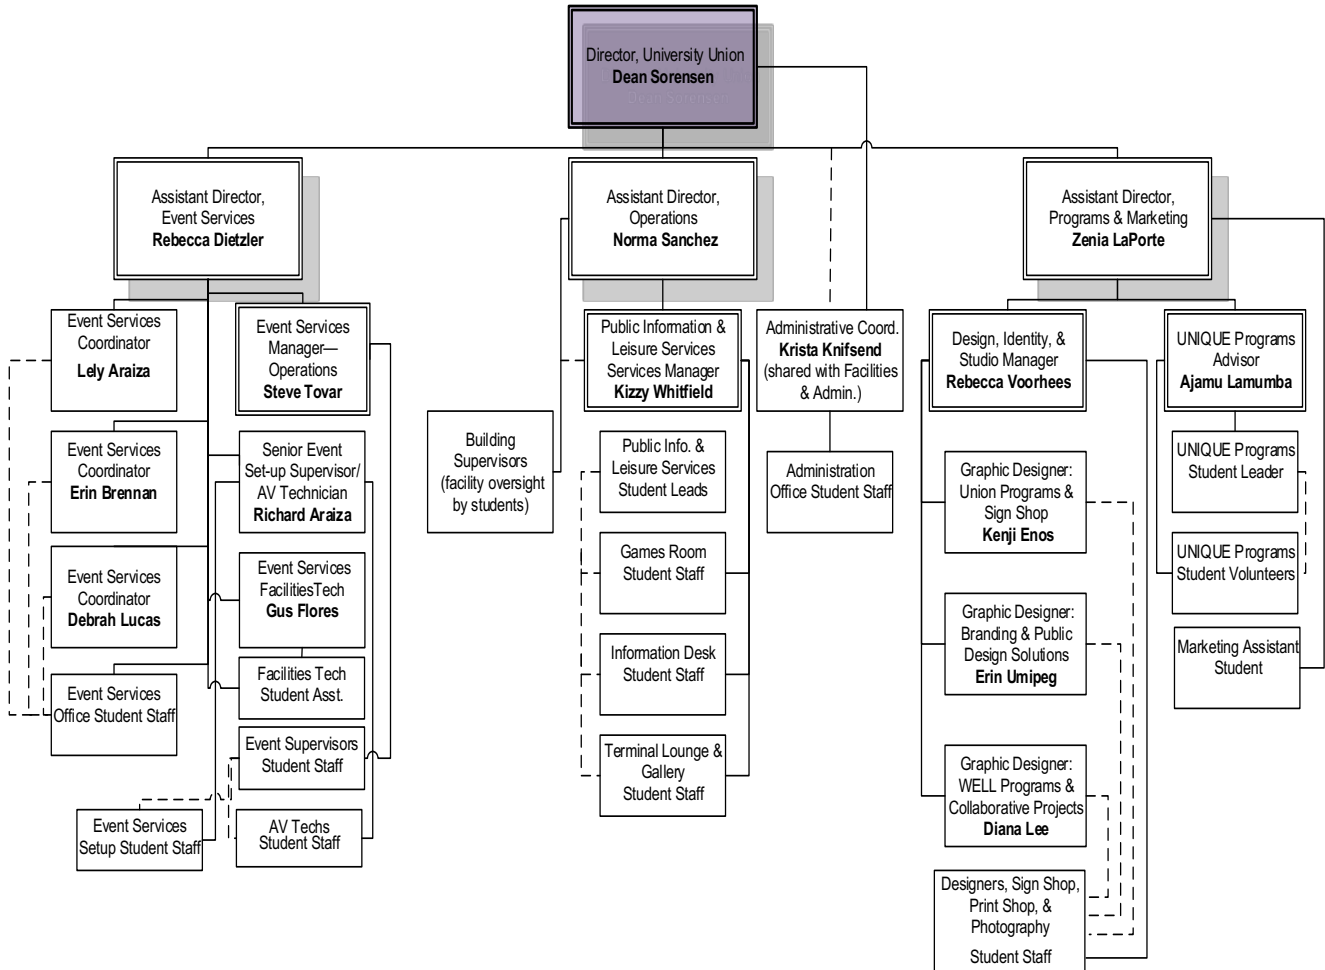 Director, University Union
Dean Sorensen
Dean Sorensen
Assistant Director,
Event Services
Rebecca Dietzler
Assistant Director,
Operations
Norma Sanchez
Assistant Director,
Programs & Marketing
Zenia LaPorte
Event Services
Coordinator
Lely Araiza
Event Services
Manager—
Operations
Steve Tovar
Public Information &
Leisure Services
Services Manager
Kizzy Whitfield
Administrative Coord.
Krista Knifsend
(shared with Facilities
& Admin.)
Design, Identity, &
Studio Manager
Rebecca Voorhees
UNIQUE Programs
Advisor
Ajamu Lamumba
Event Services
Coordinator
Erin Brennan
Senior Event
Set-up Supervisor/
AV Technician
Richard Araiza
Building
Supervisors
(facility oversight
by students)
Public Info. &
Leisure Services
Student Leads
Administration
Office Student Staff
Graphic Designer:
Union Programs &
Sign Shop
Kenji Enos
UNIQUE Programs
Student Leader
Event Services
Coordinator
Debrah Lucas
Event Services
FacilitiesTech
Gus Flores
Games Room
Student Staff
UNIQUE Programs
Student Volunteers
Graphic Designer:
Branding & Public
Design Solutions
Erin Umipeg
Event Services
Office Student Staff
Facilities Tech
Student Asst.
Information Desk
Student Staff
Marketing Assistant
Student
Event Supervisors
Student Staff
Terminal Lounge &
Gallery
Student Staff
Graphic Designer:
WELL Programs &
Collaborative Projects
Diana Lee
Event Services
Setup Student Staff
AV Techs
Student Staff
Designers, Sign Shop,
Print Shop, &
Photography
Student Staff